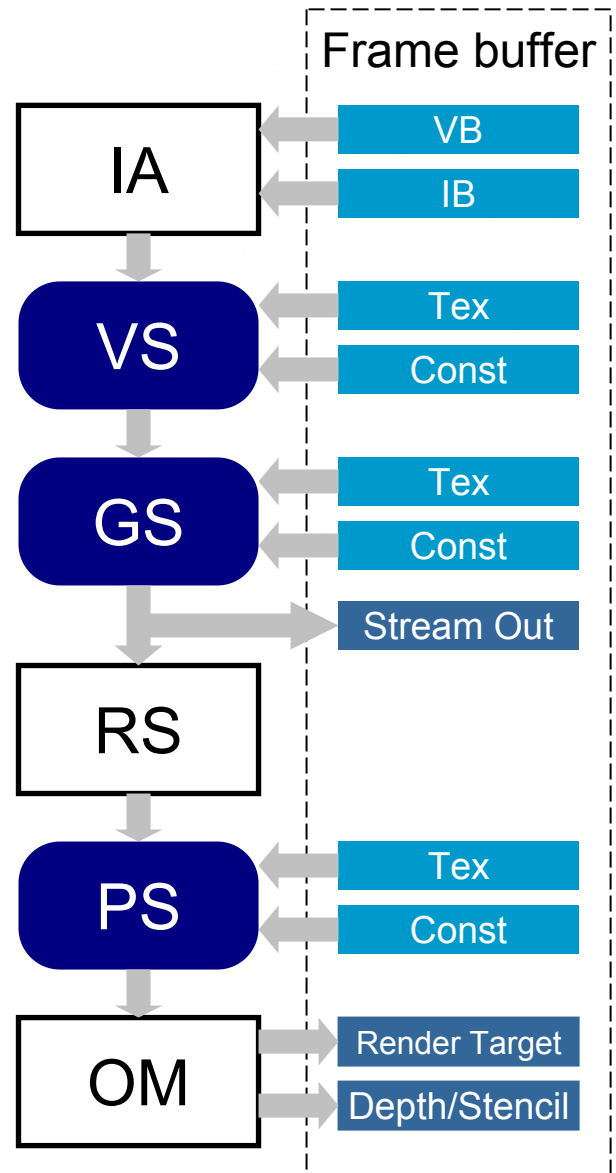 Frame buffer
IA
VB
IB
VS
Tex
Const
GS
Tex
Const
Stream Out
RS
PS
Tex
Const
OM
Render Target
Depth/Stencil